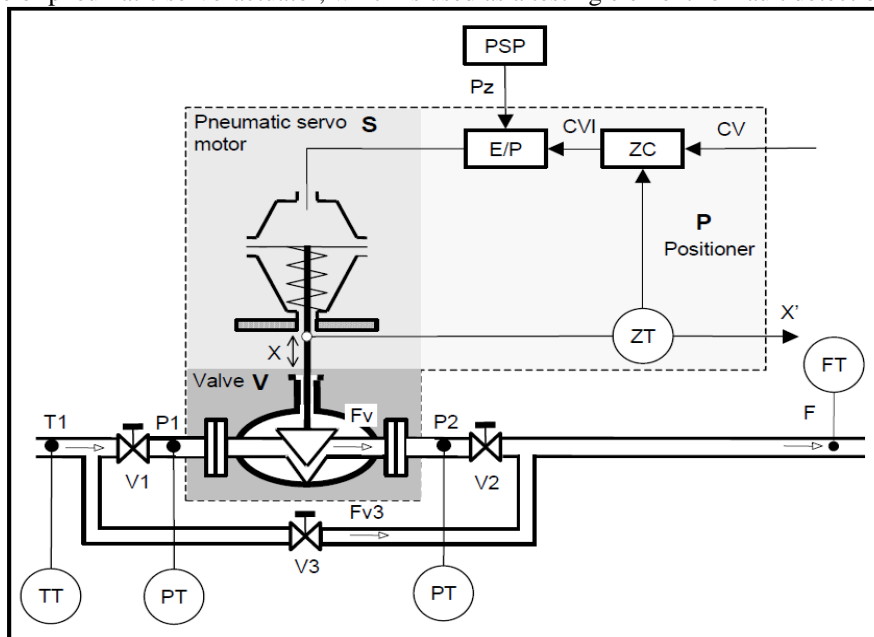 PSP
Pz
Pneumatic servo S
motor
CVI
CV
E/P
ZC
P
Positioner
X'
X
ZT
FT
Valve V
Fv
T1
P1
P2
F
V1
V2
Fv3
V3
TT
PT
PT